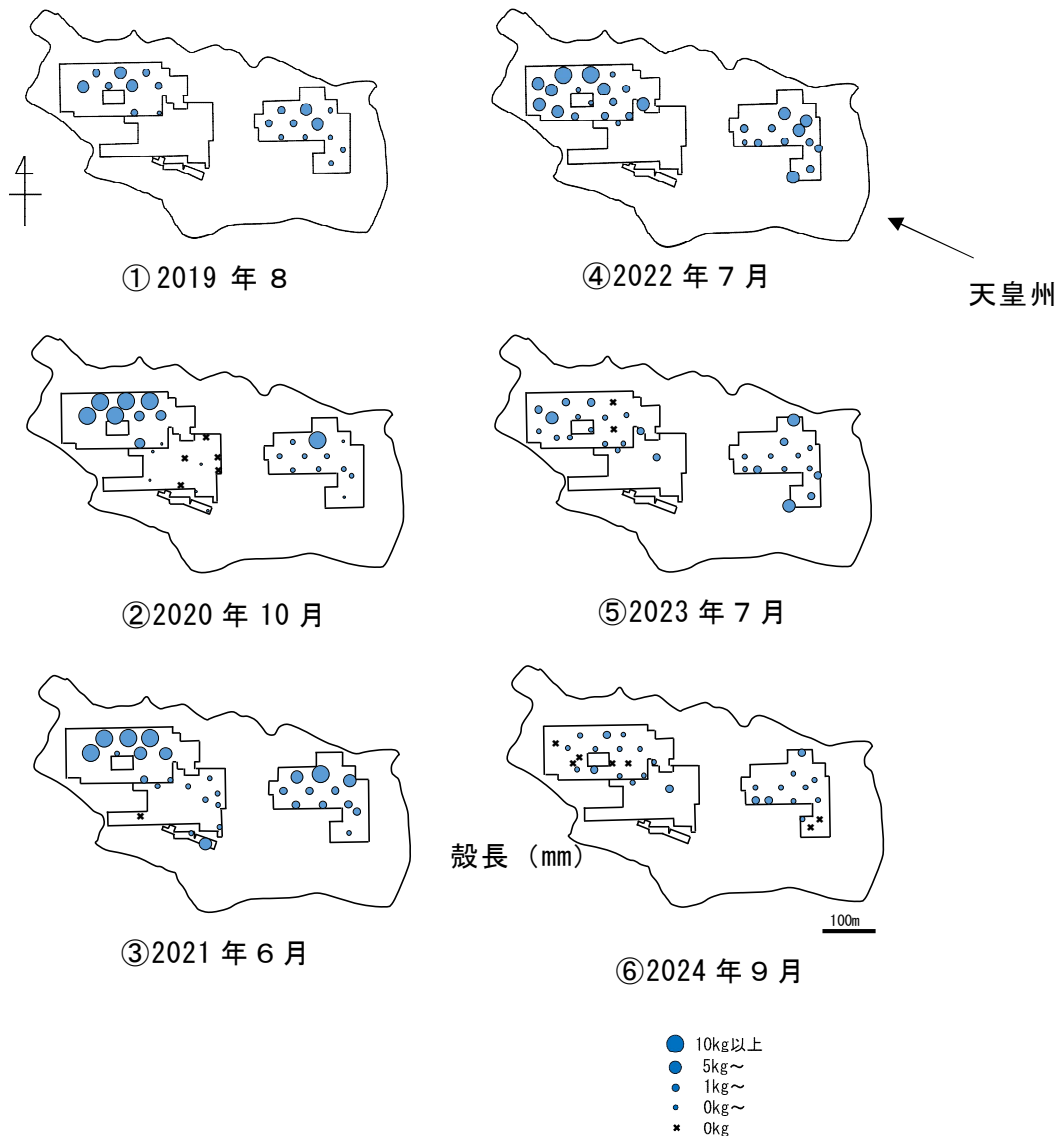 ①2019 年 8
④2022 年 7 月
天皇州
②2020 年 10 月
⑤2023 年 7 月
殻長 (mm)
100m
③2021 年 6 月
⑥2024 年 9 月
10kg以上
5kg～
1kg～
0kg～
0kg